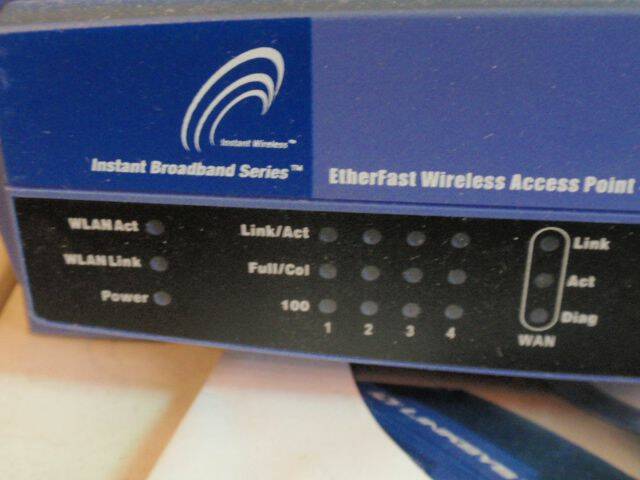 Instant Wireless™
Instant Broadband Series™
EtherFast Wireless Access Point
WLAN Act
Link/Act
Link
WLAN Link
Full/Col
Act
Power
100
Diag
1 2 3 4
WAN
LINKSYS